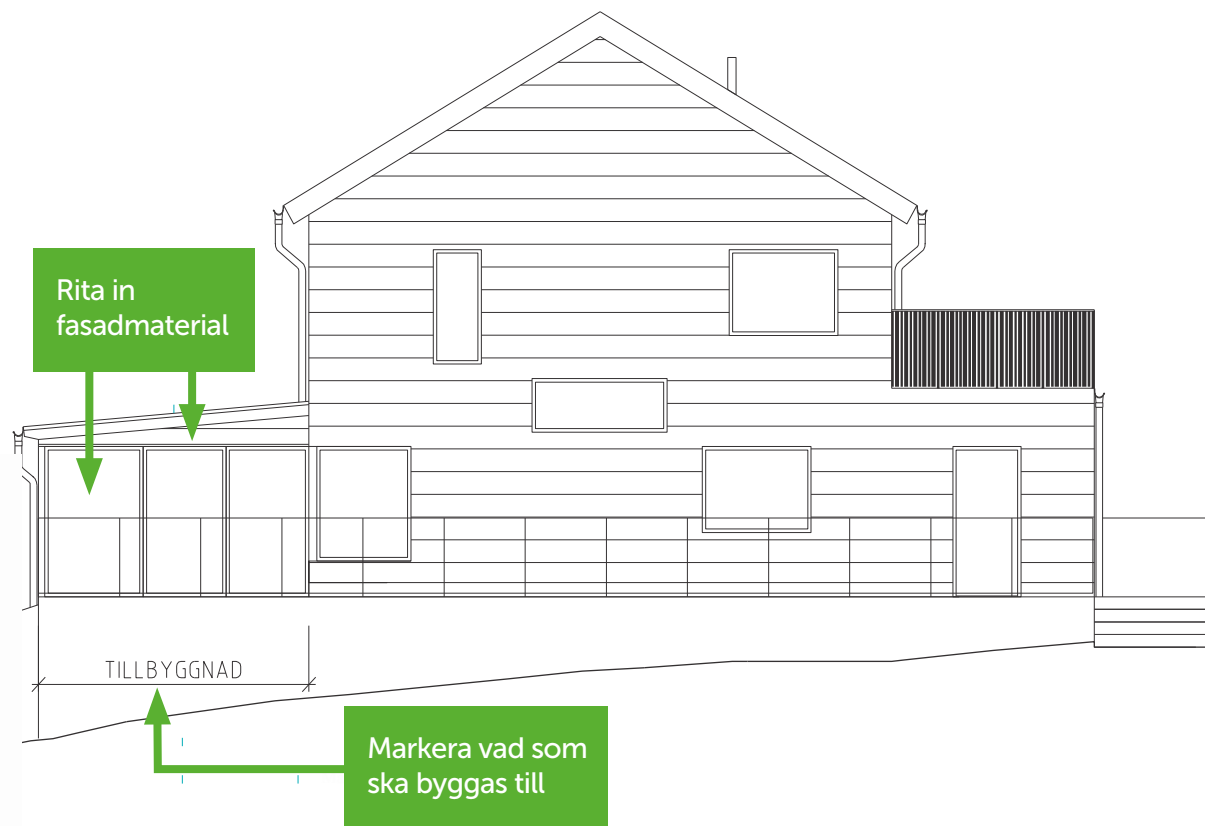 Rita in
fasadmaterial
TILLBYGGNAD
Markera vad som
ska byggas till